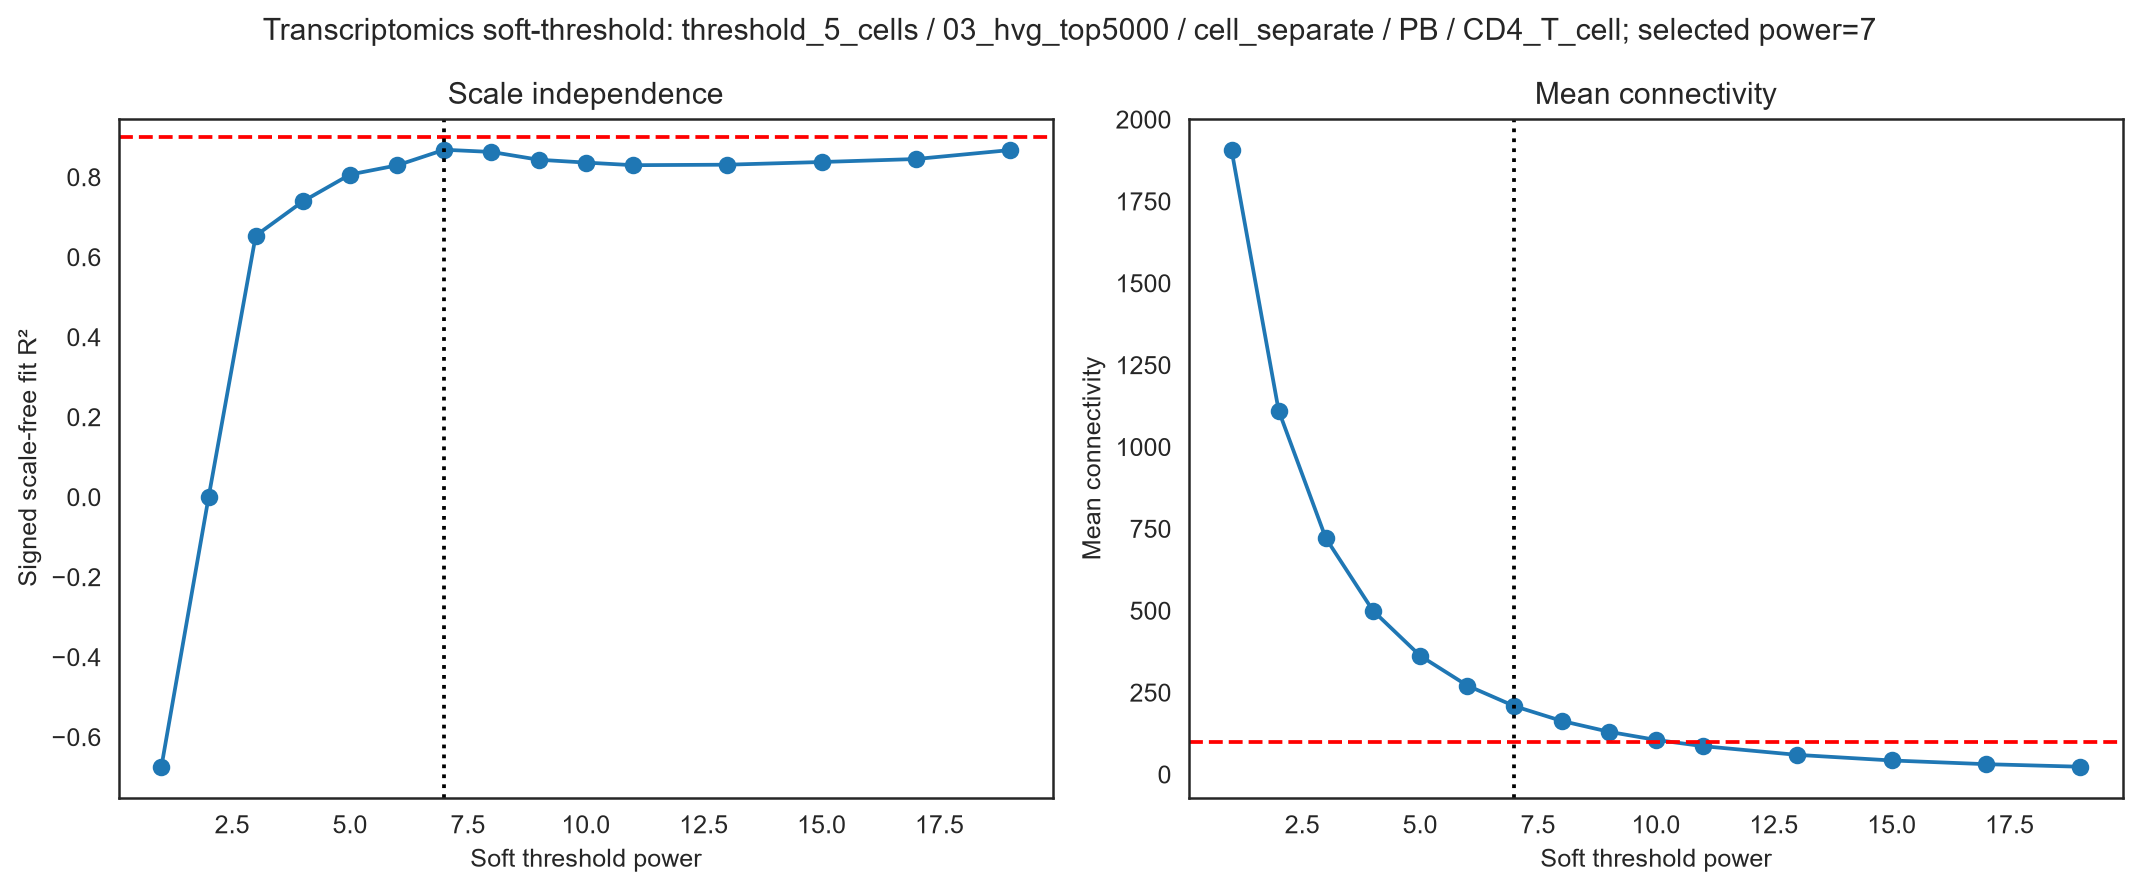 Transcriptomics soft-threshold: threshold_5_cells / 03_hvg_top5000 / cell_separate / PB / CD4_T_cell; selected power=7
Scale independence
Signed scale-free fit R²
0.8
0.6
0.4
0.2
0.0
−0.2
−0.4
−0.6
2.5 5.0 7.5 10.0 12.5 15.0 17.5
Soft threshold power
Mean connectivity
Mean connectivity
2000
1750
1500
1250
1000
750
500
250
0
2.5 5.0 7.5 10.0 12.5 15.0 17.5
Soft threshold power